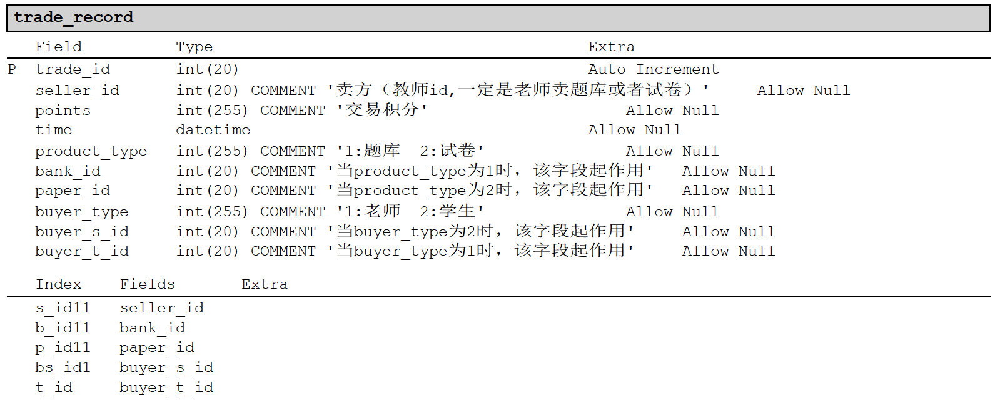 trade_record
Field Type Extra
P trade_id int(20) Auto Increment
seller_id int(20) COMMENT '卖方（教师id,一定是老师卖题库或者试卷）' Allow Null
points int(255) COMMENT '交易积分' Allow Null
time datetime Allow Null
product_type int(255) COMMENT '1:题库 2:试卷' Allow Null
bank_id int(20) COMMENT '当product_type为1时，该字段起作用' Allow Null
paper_id int(20) COMMENT '当product_type为2时，该字段起作用' Allow Null
buyer_type int(255) COMMENT '1:老师 2:学生' Allow Null
buyer_s_id int(20) COMMENT '当buyer_type为2时，该字段起作用' Allow Null
buyer_t_id int(20) COMMENT '当buyer_type为1时，该字段起作用' Allow Null
Index Fields Extra
s_id11 seller_id
b_id11 bank_id
p_id11 paper_id
bs_id1 buyer_s_id
t_id buyer_t_id